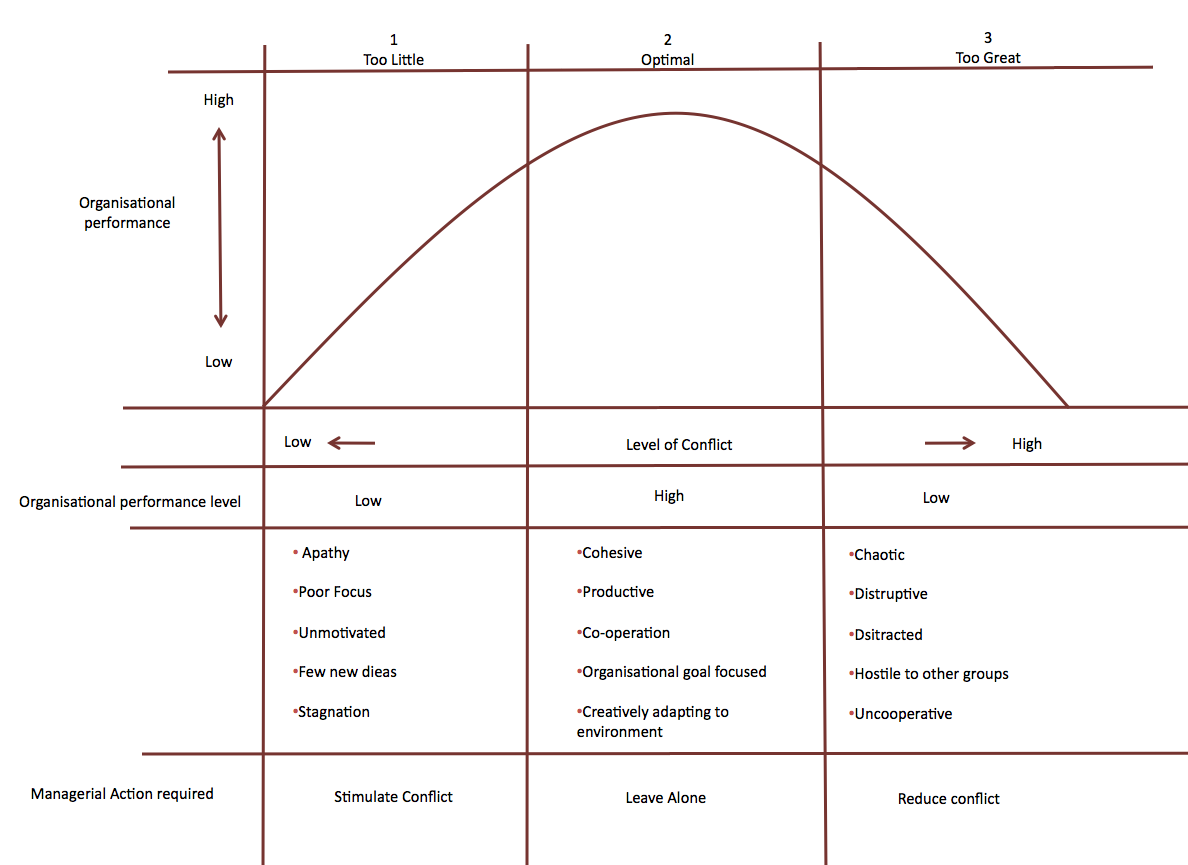 1
Too Little
2
Optimal
3
Too Great
High
Organisational
performance
Low
Low
Level of Conflict
High
Organisational performance level
Low
High
Low
• Apathy
•Poor Focus
•Unmotivated
•Few new dieas
•Stagnation
•Cohesive
•Productive
•Co-operation
•Organisational goal focused
•Creatively adapting to
environment
•Chaotic
•Distruptive
•Dsitracted
•Hostile to other groups
•Uncooperative
Managerial Action required
Stimulate Conflict
Leave Alone
Reduce conflict